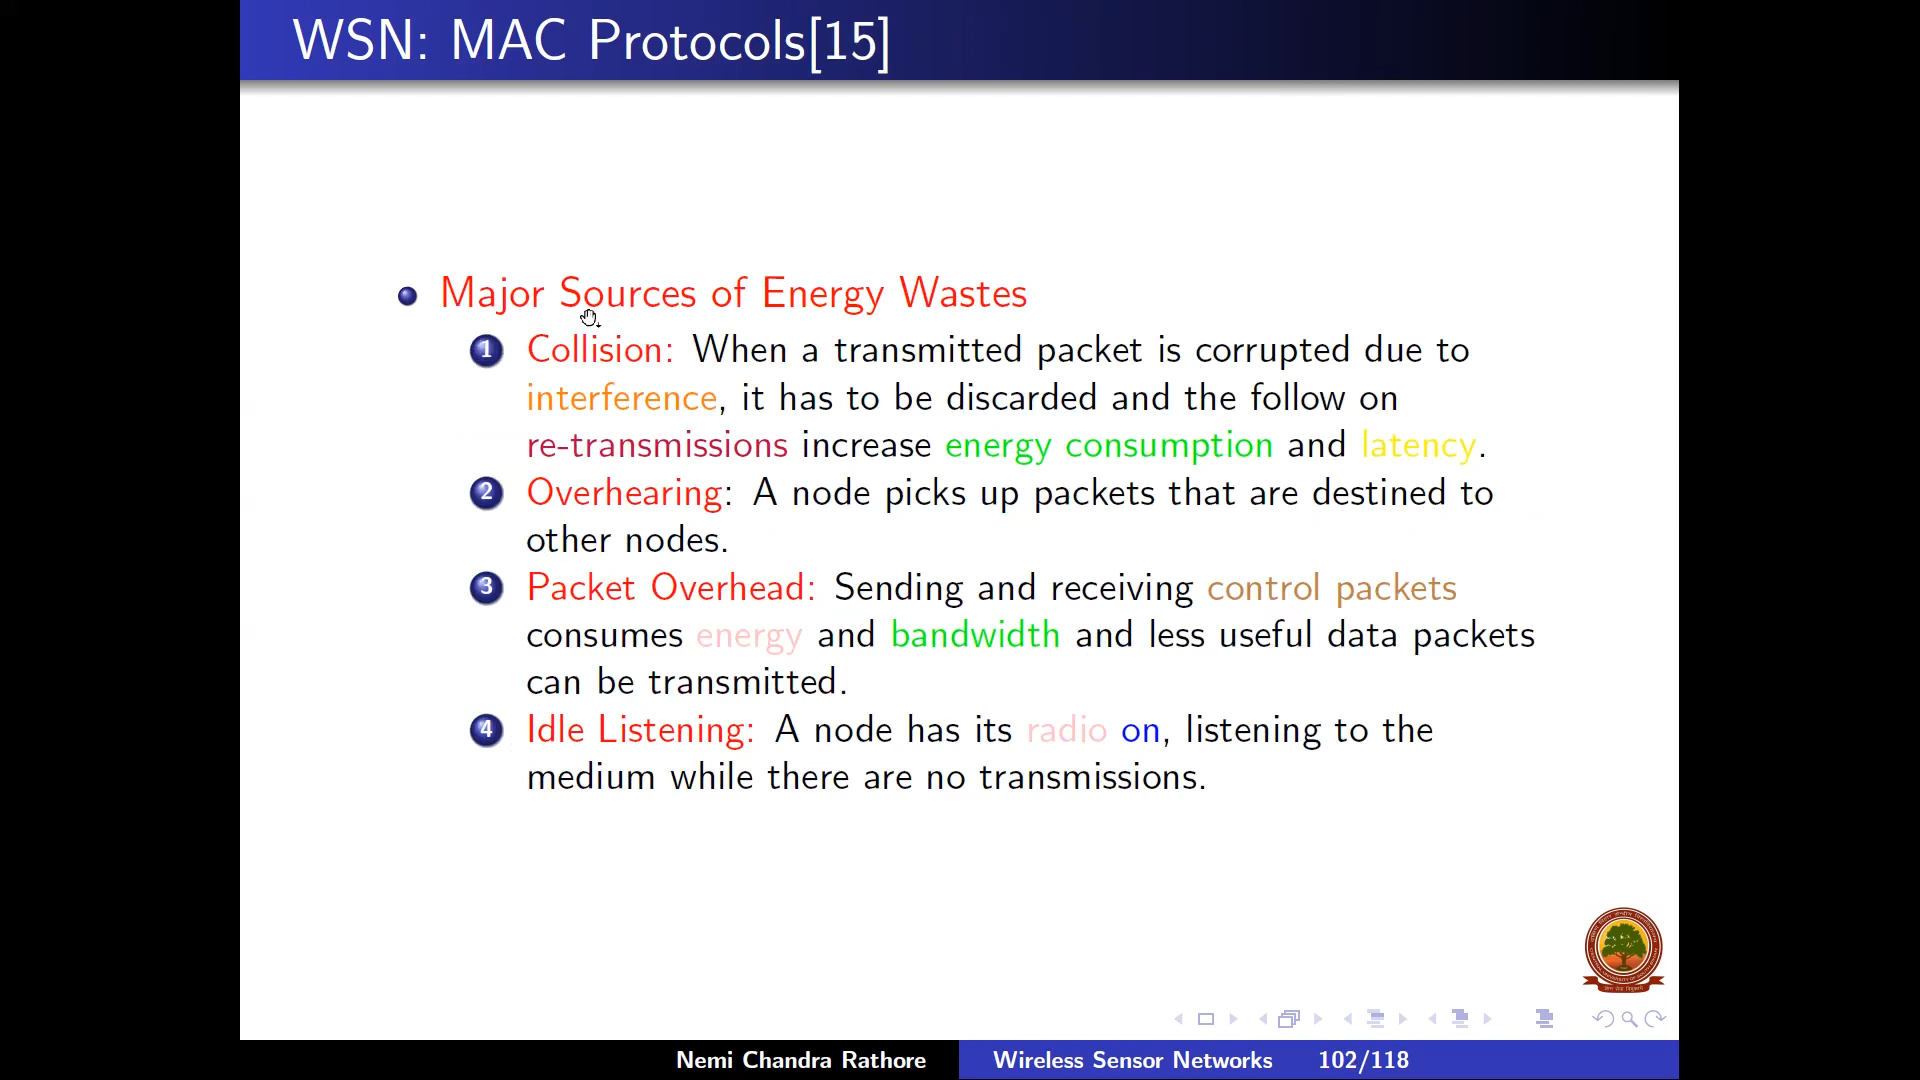 WSN: MAC Protocols[15]
Major Sources of Energy Wastes
1 Collision: When a transmitted packet is corrupted due to
interference, it has to be discarded and the follow on
re-transmissions increase energy consumption and latency.
2 Overhearing: A node picks up packets that are destined to
other nodes.
3 Packet Overhead: Sending and receiving control packets
consumes energy and bandwidth and less useful data packets
can be transmitted.
4 Idle Listening: A node has its radio on, listening to the
medium while there are no transmissions.
Nemi Chandra Rathore Wireless Sensor Networks 102/118